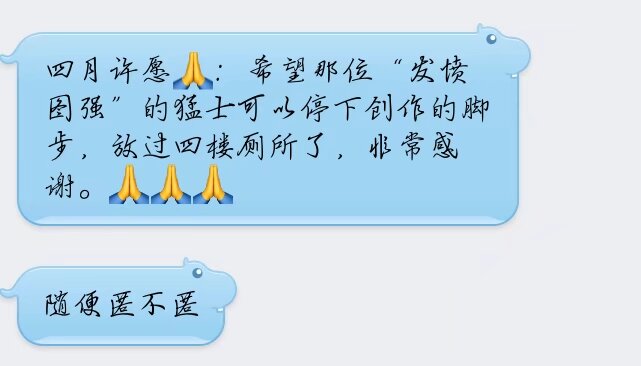 四月许愿🙏：希望那位“发愤
图强”的猛士可以停下创作的脚
步，放过四楼厕所了，非常感
谢。🙏🙏🙏
随便匿不匿